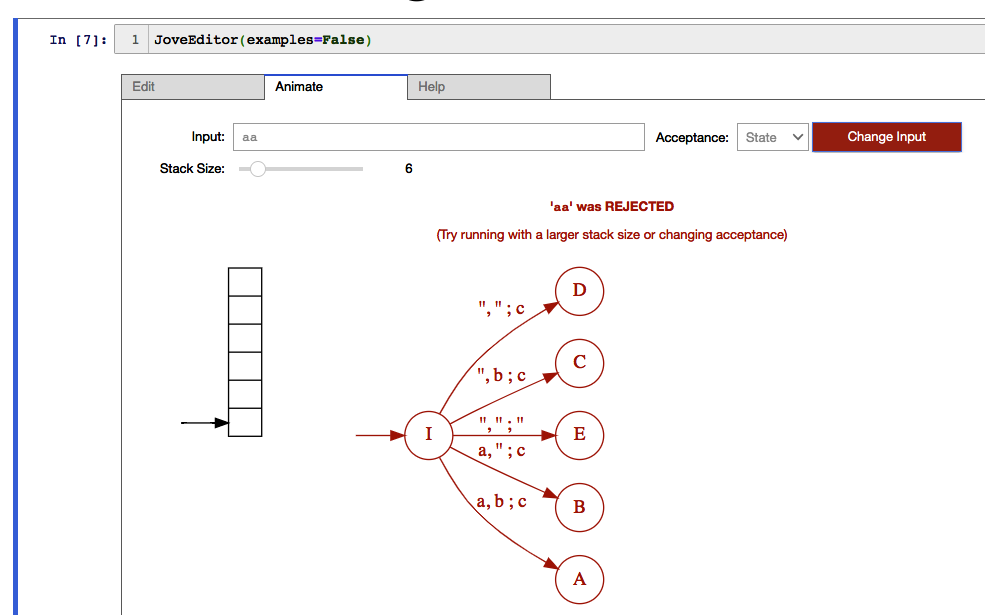 In [7]: 1 JoveEditor(examples=False)
Edit Animate Help
Input: aa Acceptance: State Change Input
Stack Size: 6
'aa' was REJECTED
(Try running with a larger stack size or changing acceptance)
D
'', '' ; c
C
'', b ; c
'', '' ; ''
I E
a, '' ; c
a, b ; c
B
A